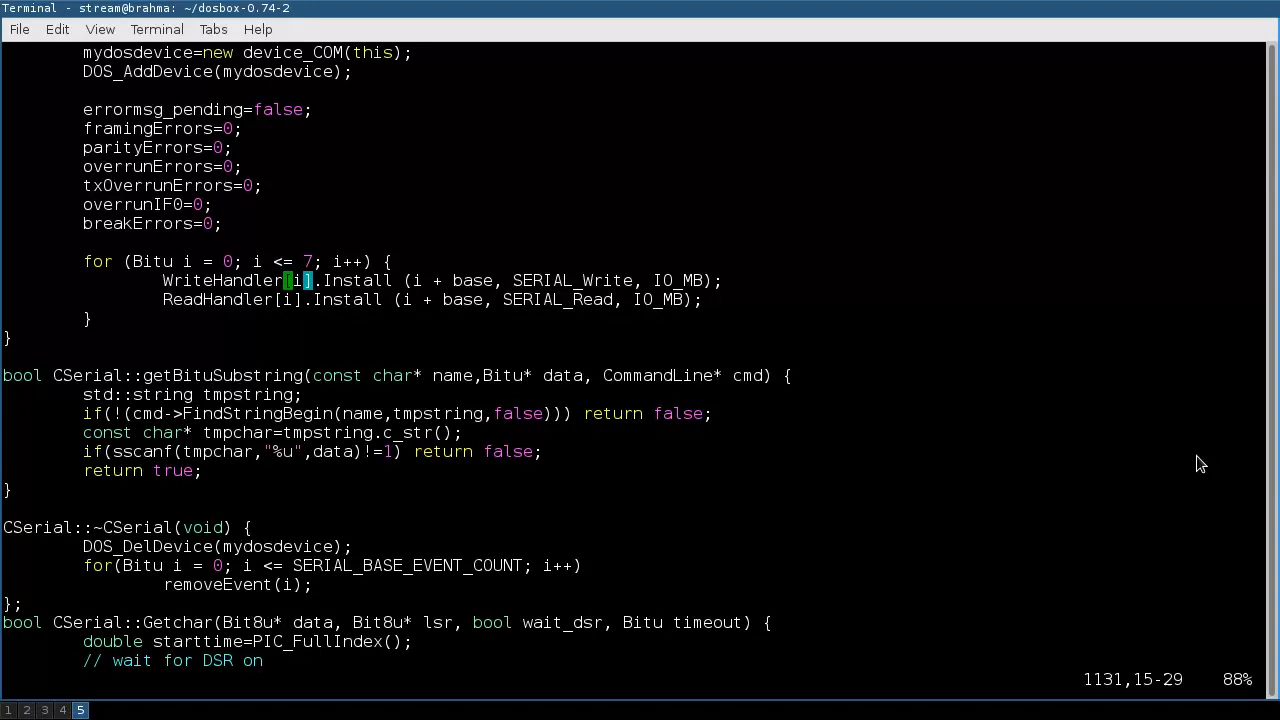 Terminal - stream@brahma: ~/dosbox-0.74-2
File Edit View Terminal Tabs Help
mydosdevice=new device_COM(this);
DOS_AddDevice(mydosdevice);
errormsg_pending=false;
framingErrors=0;
parityErrors=0;
overrunErrors=0;
txOverrunErrors=0;
overrunIF0=0;
breakErrors=0;
for (Bitu i = 0; i <= 7; i++) {
WriteHandler[i].Install (i + base, SERIAL_Write, IO_MB);
ReadHandler[i].Install (i + base, SERIAL_Read, IO_MB);
}
}
bool CSerial::getBituSubstring(const char* name,Bitu* data, CommandLine* cmd) {
std::string tmpstring;
if(!(cmd->FindStringBegin(name,tmpstring,false))) return false;
const char* tmpchar=tmpstring.c_str();
if(sscanf(tmpchar,"%u",data)!=1) return false;
return true;
}
CSerial::~CSerial(void) {
DOS_DelDevice(mydosdevice);
for(Bitu i = 0; i <= SERIAL_BASE_EVENT_COUNT; i++)
removeEvent(i);
};
bool CSerial::Getchar(Bit8u* data, Bit8u* lsr, bool wait_dsr, Bitu timeout) {
double starttime=PIC_FullIndex();
// wait for DSR on
1131,15-29 88%
1 2 3 4 5